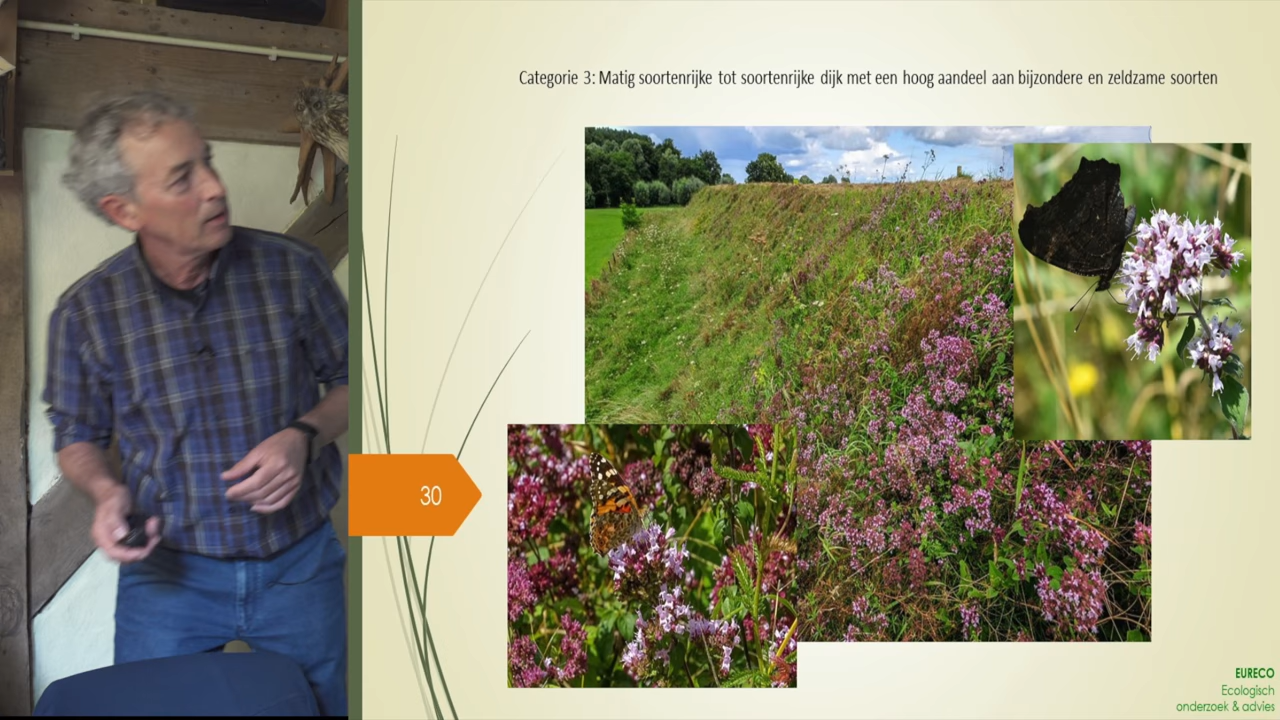 Categorie 3: Matig soortenrijke tot soortenrijke dijk met een hoog aandeel aan bijzondere en zeldzame soorten
30
EURECO
Ecologisch
onderzoek & advies